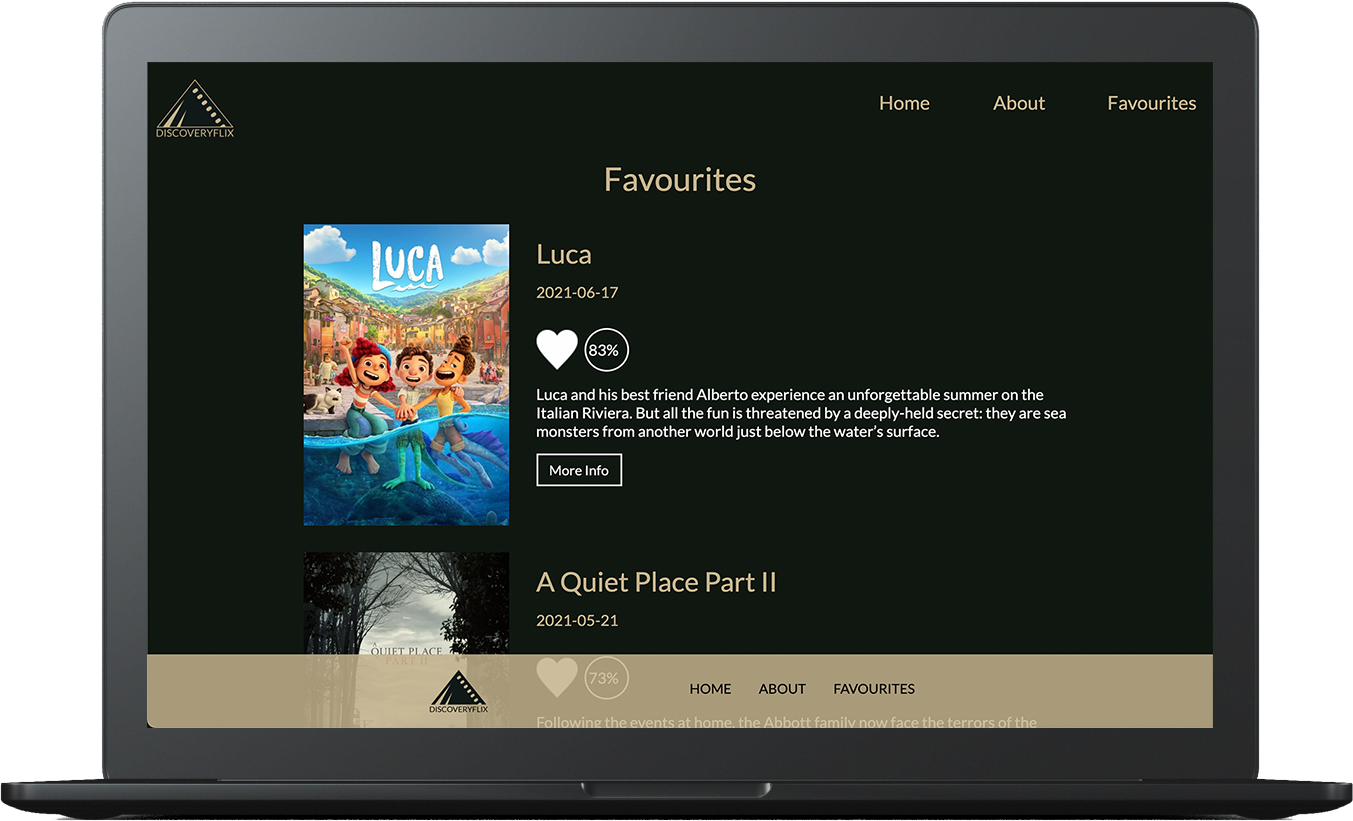 DISCOVERYFLIX
Home About Favourites
Favourites
LUCA
Luca
2021-06-17
83%
Luca and his best friend Alberto experience an unforgettable summer on the
Italian Riviera. But all the fun is threatened by a deeply-held secret: they are sea
monsters from another world just below the water’s surface.
More Info
A Quiet Place Part II
2021-05-21
A
QUIET PLACE
PART II
73%
DISCOVERYFLIX
HOME ABOUT FAVOURITES
Following the events at home, the Abbott family now face the terrors of the